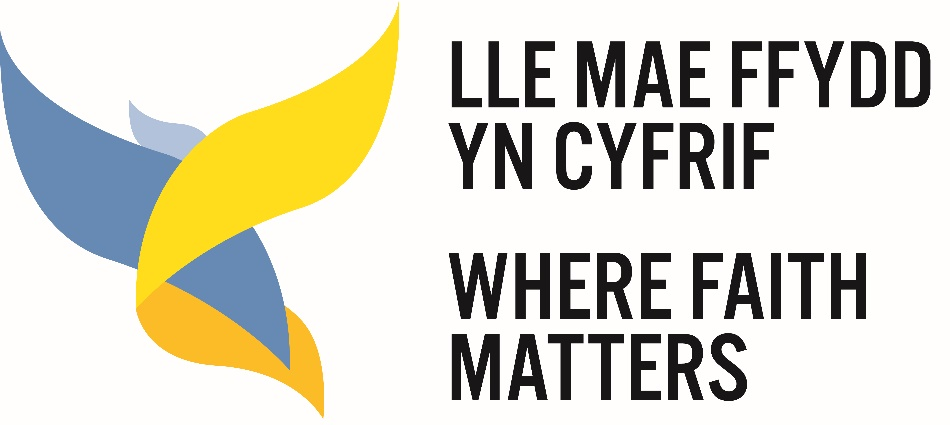 LLE MAE FFYDD
YN CYFRIF
WHERE FAITH
MATTERS